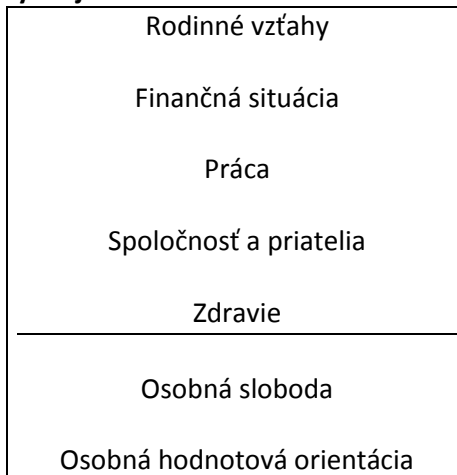 Rodinné vzťahy
Finančná situácia
Práca
Spoločnosť a priatelia
Zdravie
Osobná sloboda
Osobná hodnotová orientácia